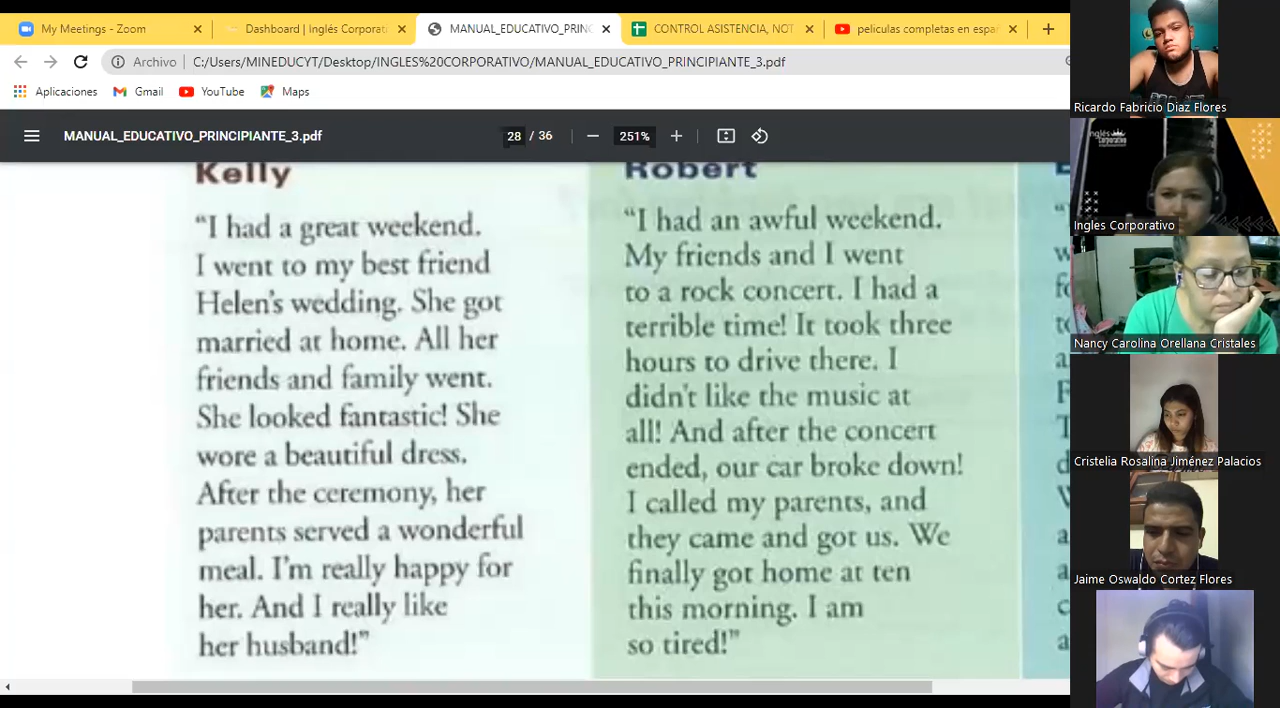 My Meetings - Zoom
Dashboard | Inglés Corporati
MANUAL_EDUCATIVO_PRINC
CONTROL ASISTENCIA, NOT
peliculas completas en espa
Archivo
C:/Users/MINEDUCYT/Desktop/INGLES%20CORPORATIVO/MANUAL_EDUCATIVO_PRINCIPIANTE_3.pdf
Aplicaciones
Gmail
YouTube
Maps
MANUAL_EDUCATIVO_PRINCIPIANTE_3.pdf
28 / 36
251%
Kelly
“I had a great weekend.
I went to my best friend
Helen's wedding. She got
married at home. All her
friends and family went.
She looked fantastic! She
wore a beautiful dress.
After the ceremony, her
parents served a wonderful
meal. I'm really happy for
her. And I really like
her husband!”
Robert
“I had an awful weekend.
My friends and I went
to a rock concert. I had a
terrible time! It took three
hours to drive there. I
didn't like the music at
all! And after the concert
ended, our car broke down!
I called my parents, and
they came and got us. We
finally got home at ten
this morning. I am
so tired!”
Ricardo Fabricio Diaz Flores
Inglés
Corporativo
Ingles Corporativo
Nancy Carolina Orellana Cristales
Cristelia Rosalina Jiménez Palacios
Jaime Oswaldo Cortez Flores